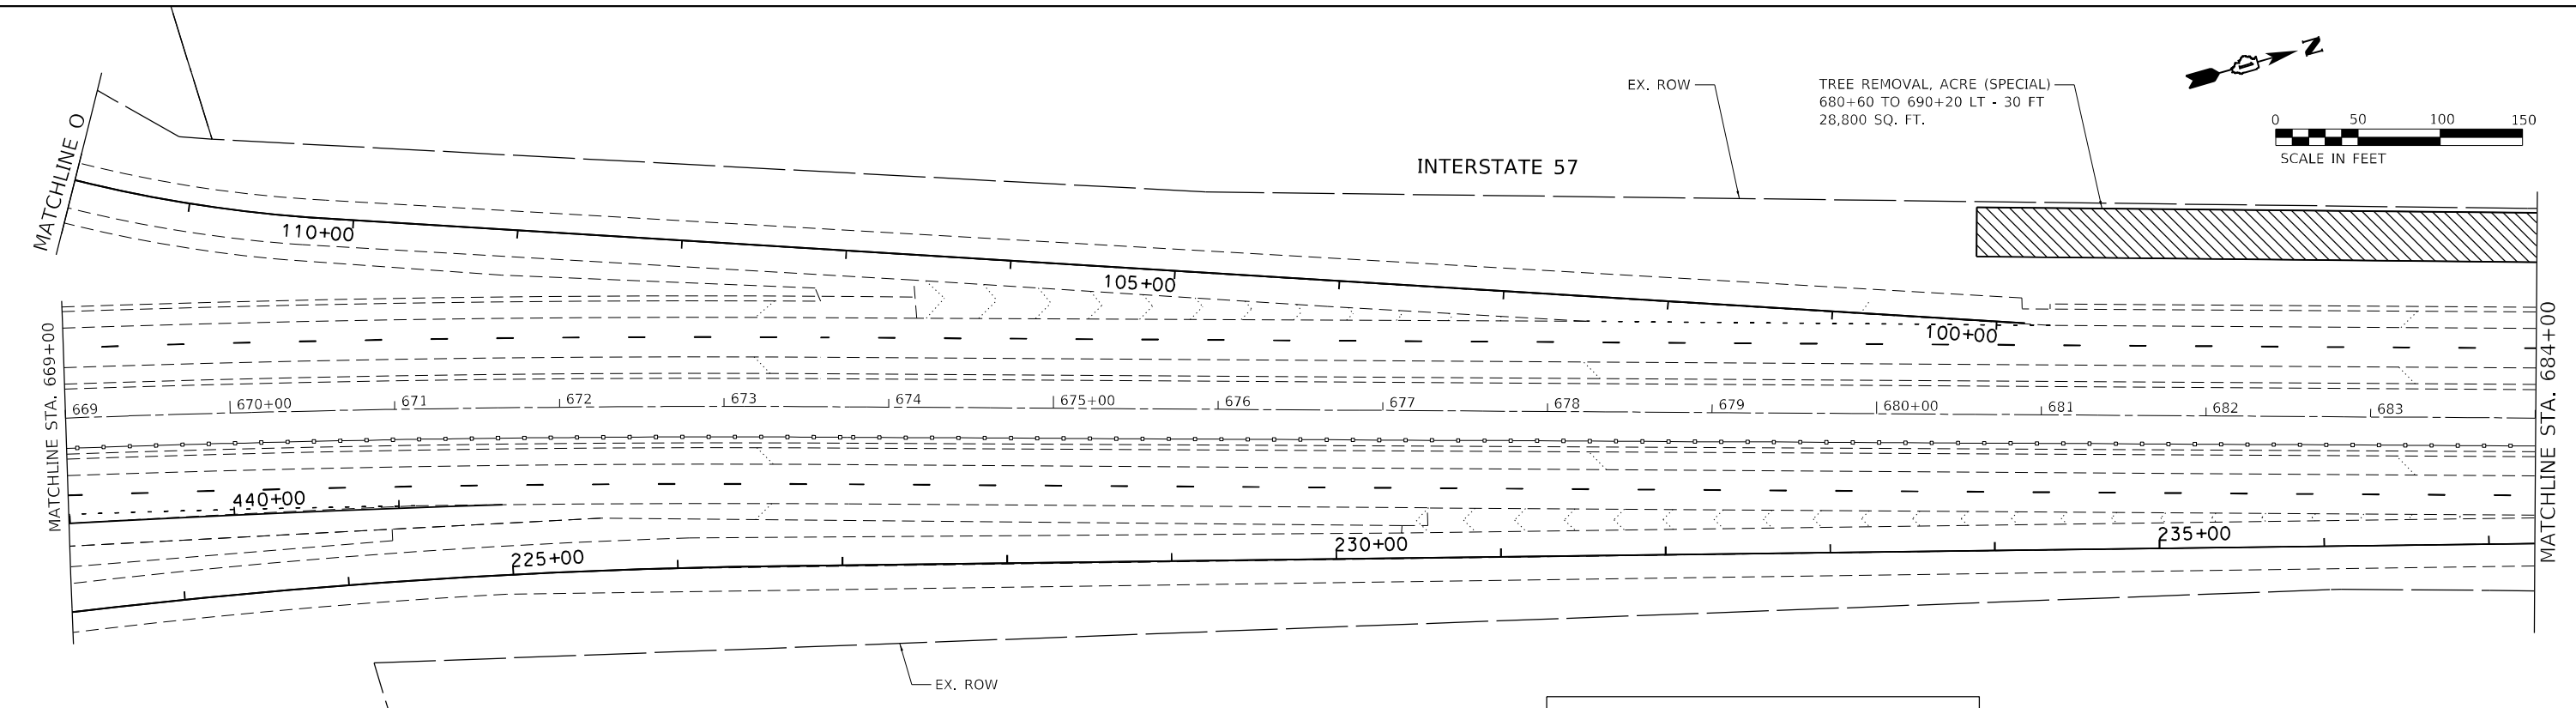 N
EX. ROW
TREE REMOVAL, ACRE (SPECIAL)
680+60 TO 690+20 LT - 30 FT
28,800 SQ. FT.
0 50 100 150
SCALE IN FEET
INTERSTATE 57
MATCHLINE O
110+00
105+00
100+00
MATCHLINE STA. 669+00
669 670+00 671 672 673 674 675+00 676 677 678 679 680+00 681 682 683
MATCHLINE STA. 684+00
440+00
225+00
230+00
235+00
EX. ROW